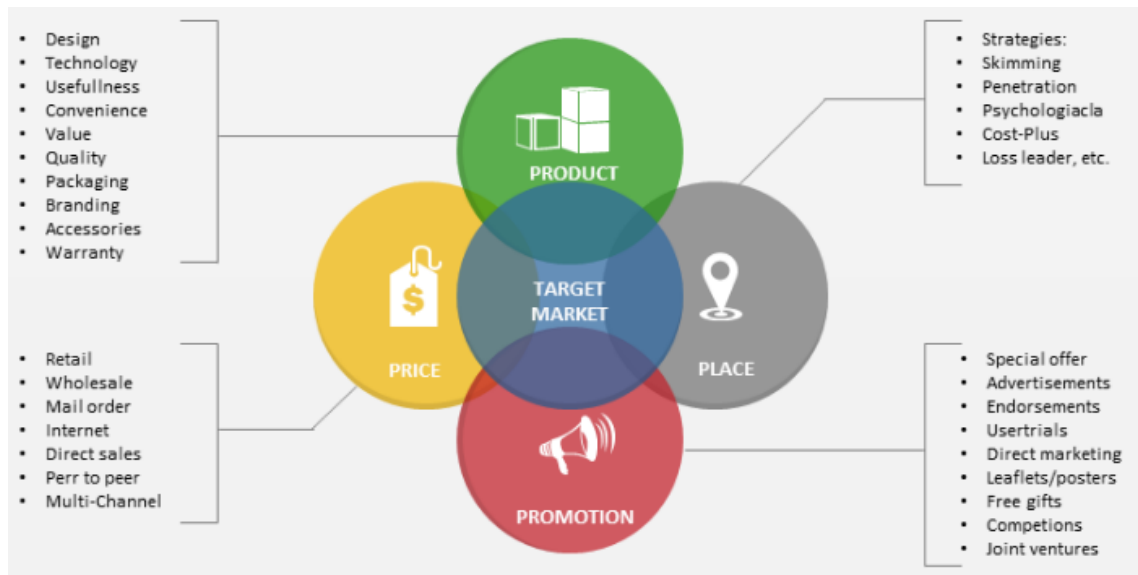 • Design
• Technology
• Usefullness
• Convenience
• Value
• Quality
• Packaging
• Branding
• Accessories
• Warranty
• Strategies:
• Skimming
• Penetration
• Psychologiacla
• Cost-Plus
• Loss leader, etc.
PRODUCT
TARGET
MARKET
$
PRICE
PLACE
PROMOTION
• Retail
• Wholesale
• Mail order
• Internet
• Direct sales
• Perr to peer
• Multi-Channel
• Special offer
• Advertisements
• Endorsements
• Usertrials
• Direct marketing
• Leaflets/posters
• Free gifts
• Competions
• Joint ventures